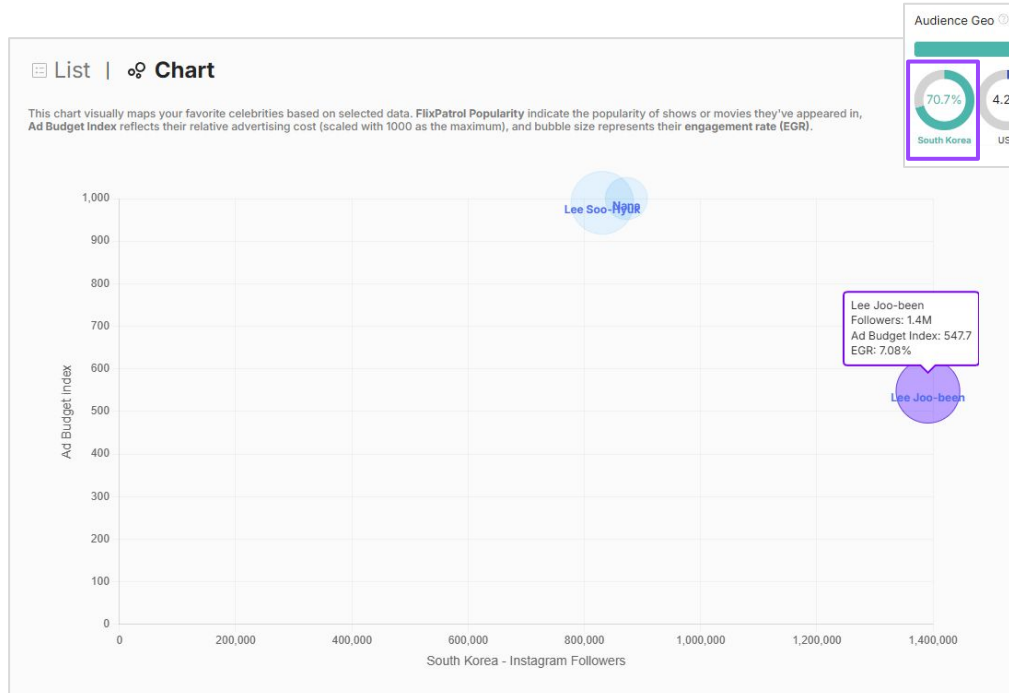 Audience Geo
70.7%
4.2
South Korea
US
List | Chart
This chart visually maps your favorite celebrities based on selected data. FlixPatrol Popularity indicate the popularity of shows or movies they've appeared in,
Ad Budget Index reflects their relative advertising cost (scaled with 1000 as the maximum), and bubble size represents their engagement rate (EGR).
1,000
900
800
700
600
500
400
300
200
100
0
Ad Budget Index
Lee Soo-Hyuk
Nana
Lee Joo-been
Followers: 1.4M
Ad Budget Index: 547.7
EGR: 7.08%
Lee Joo-been
0
200,000
400,000
600,000
800,000
1,000,000
1,200,000
1,400,000
South Korea - Instagram Followers